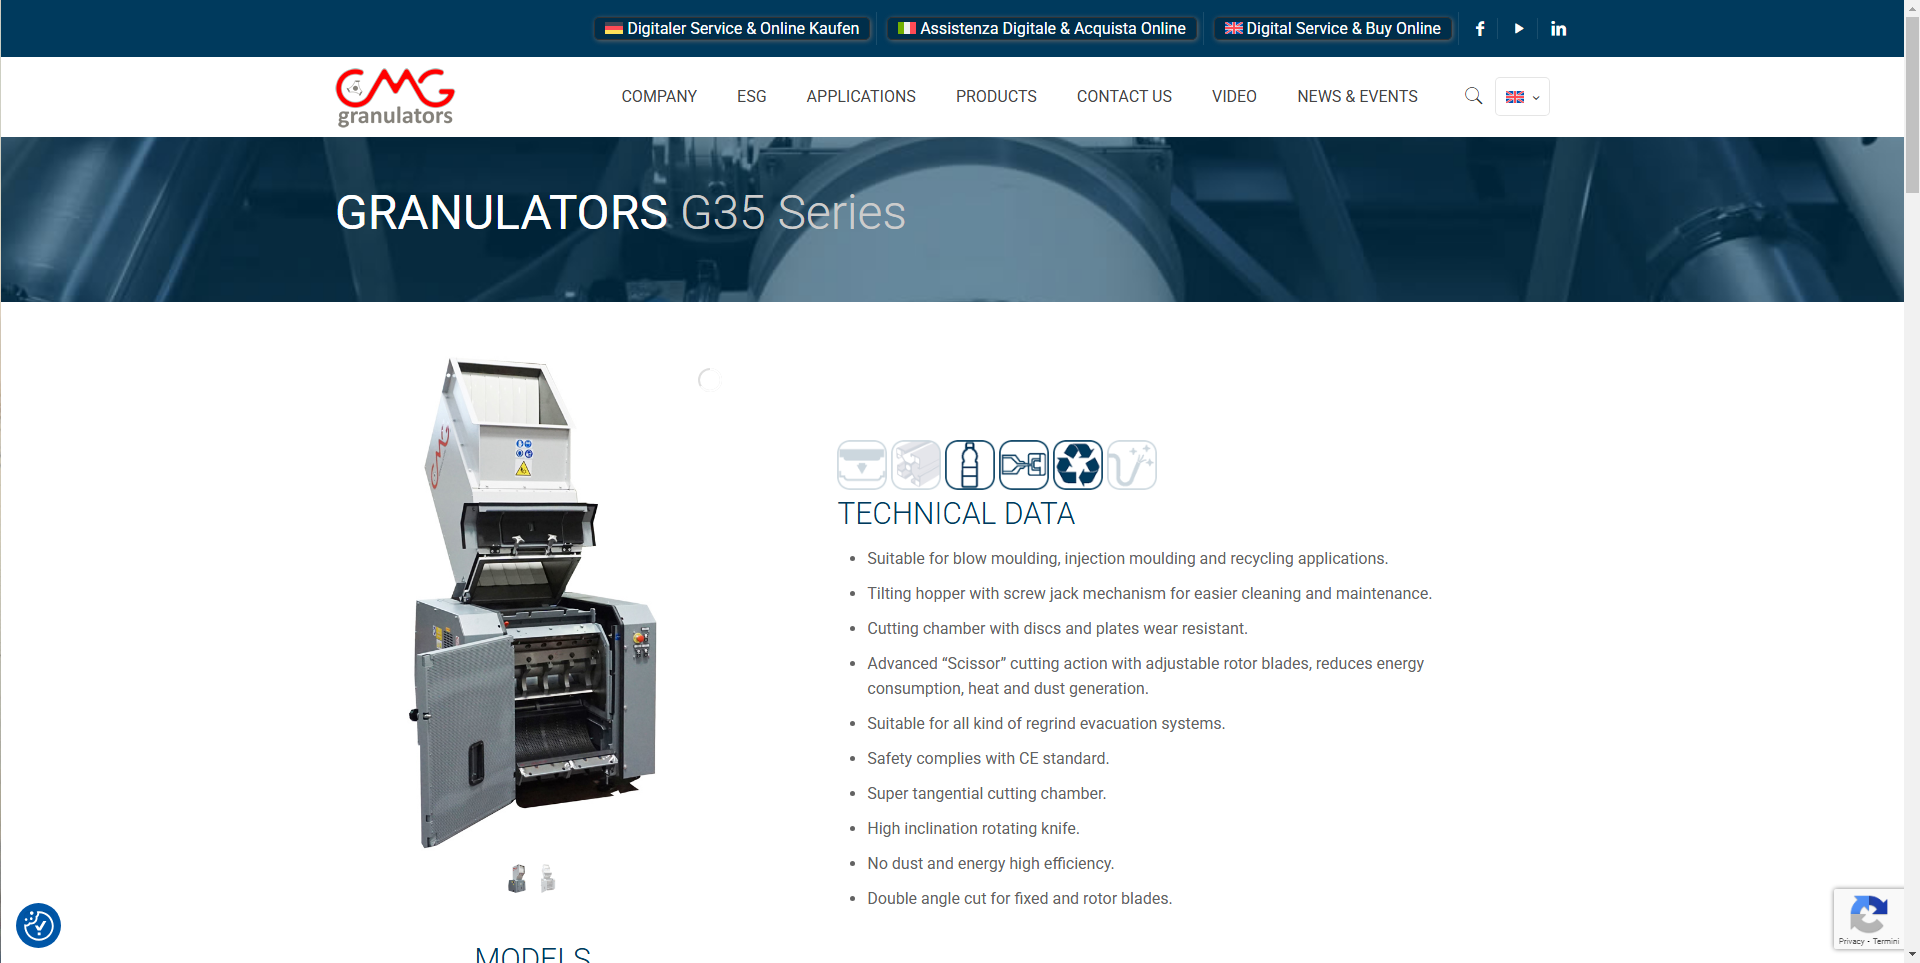 Digitaler Service & Online Kaufen
Assistenza Digitale & Acquista Online
Digital Service & Buy Online
CMG
granulators
COMPANY
ESG
APPLICATIONS
PRODUCTS
CONTACT US
VIDEO
NEWS & EVENTS
GRANULATORS G35 Series
CMG
TECHNICAL DATA
Suitable for blow moulding, injection moulding and recycling applications.
Tilting hopper with screw jack mechanism for easier cleaning and maintenance.
Cutting chamber with discs and plates wear resistant.
Advanced “Scissor” cutting action with adjustable rotor blades, reduces energy
consumption, heat and dust generation.
Suitable for all kind of regrind evacuation systems.
Safety complies with CE standard.
Super tangential cutting chamber.
High inclination rotating knife.
No dust and energy high efficiency.
Double angle cut for fixed and rotor blades.
MODELS
Privacy - Termini